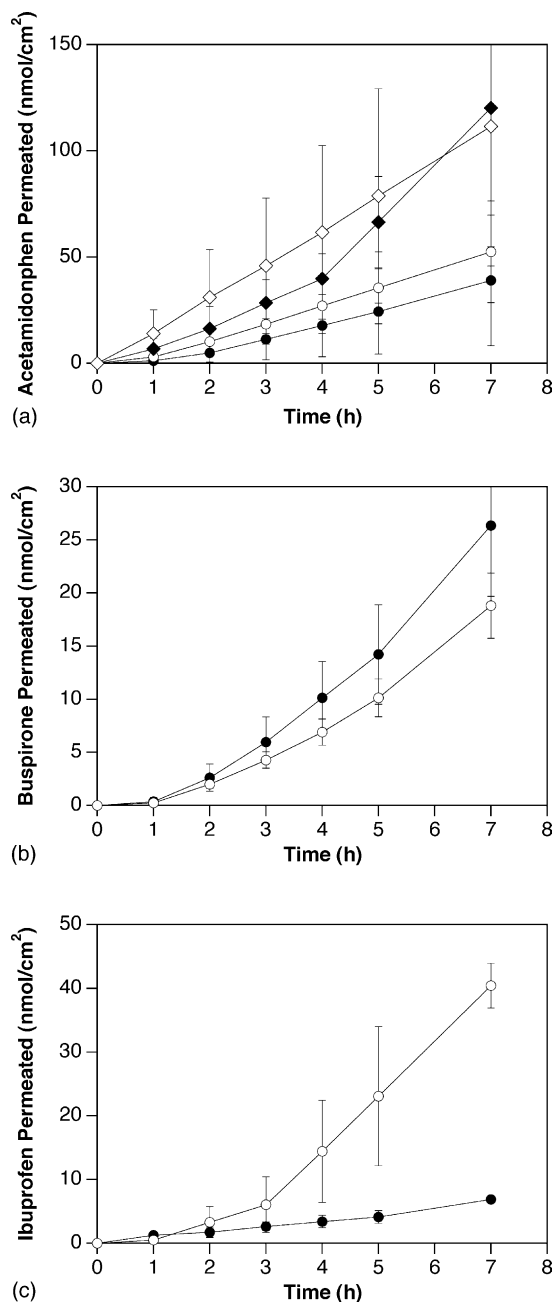 150
100
50
0
0 1 2 3 4 5 6 7 8
Acetamidonphen Permeated (nmol/cm²)
Time (h)
(a)
30
25
20
15
10
5
0
0 1 2 3 4 5 6 7 8
Buspirone Permeated (nmol/cm²)
Time (h)
(b)
50
40
30
20
10
0
0 1 2 3 4 5 6 7 8
Ibuprofen Permeated (nmol/cm²)
Time (h)
(c)